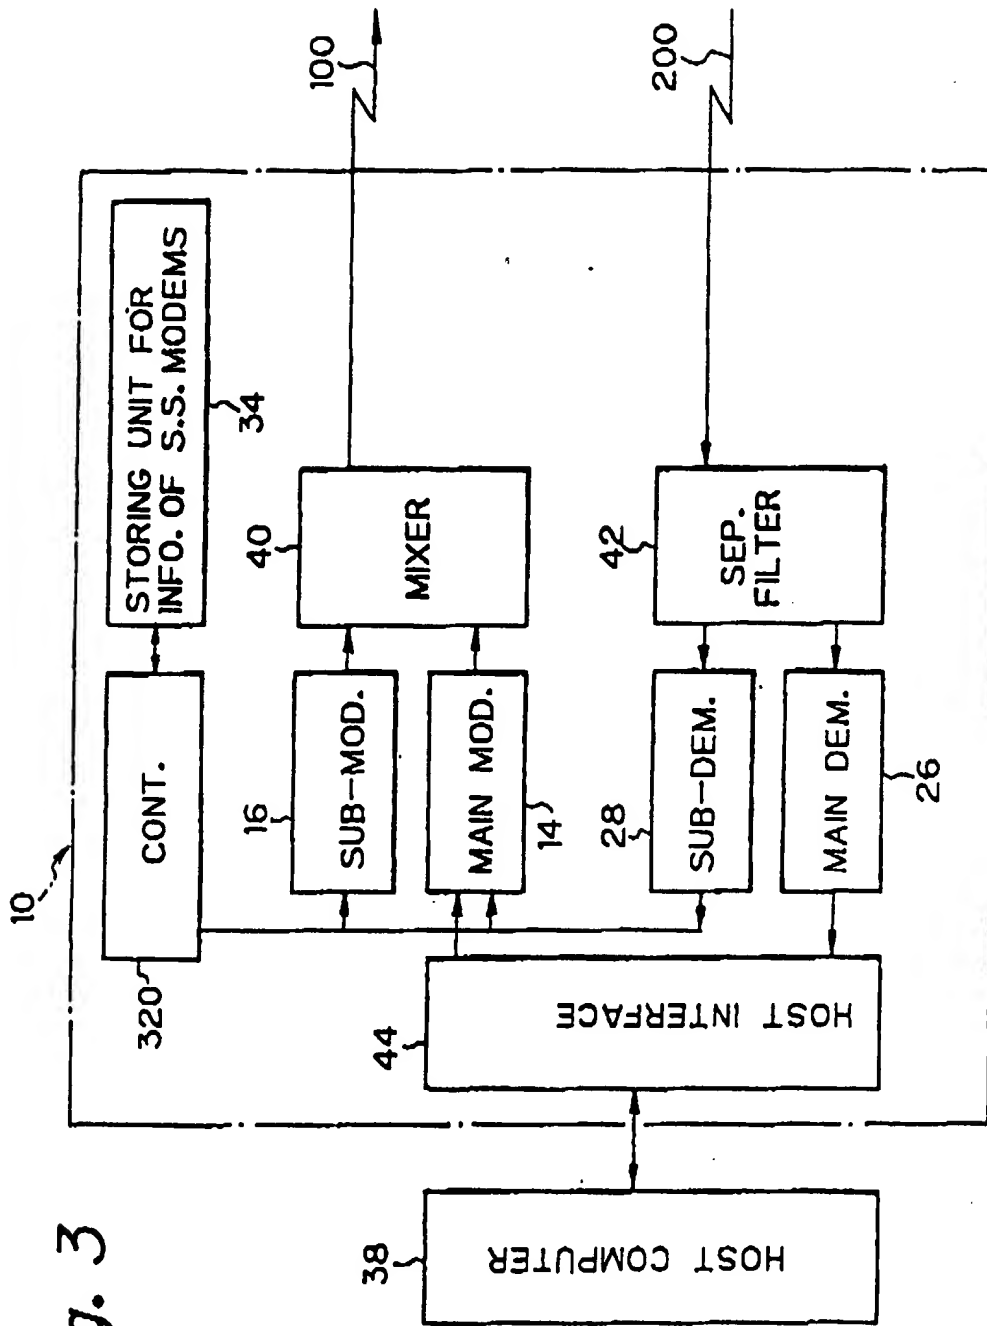 g. 3
10
320
CONT.
STORING UNIT FOR
INFO. OF S.S. MODEMS
34
16
SUB-MOD.
40
MIXER
100
MAIN MOD.
14
44
HOST INTERFACE
38
HOST COMPUTER
28
SUB-DEM.
42
SEP.
FILTER
200
MAIN DEM.
26